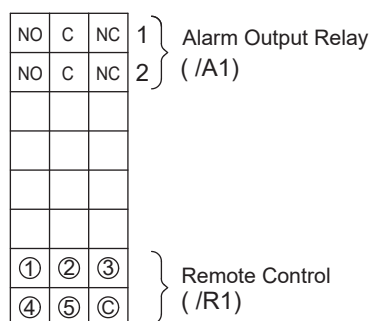 NO C NC 1 Alarm Output Relay
NO C NC 2 ( /A1)
① ② ③ Remote Control
④ ⑤ Ⓒ ( /R1)